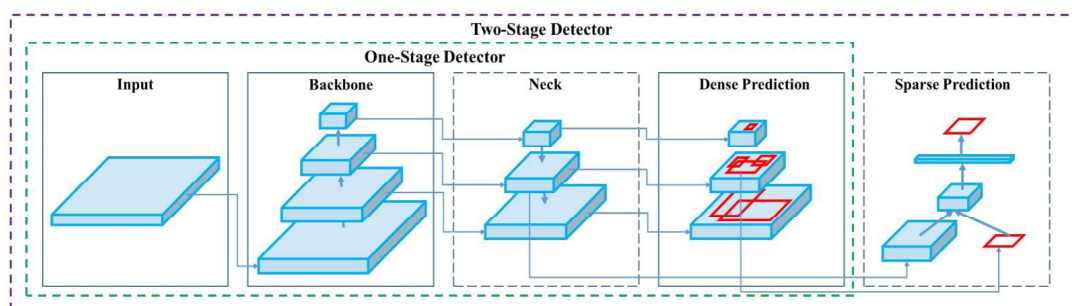 Two-Stage Detector
One-Stage Detector
Input
Backbone
Neck
Dense Prediction
Sparse Prediction